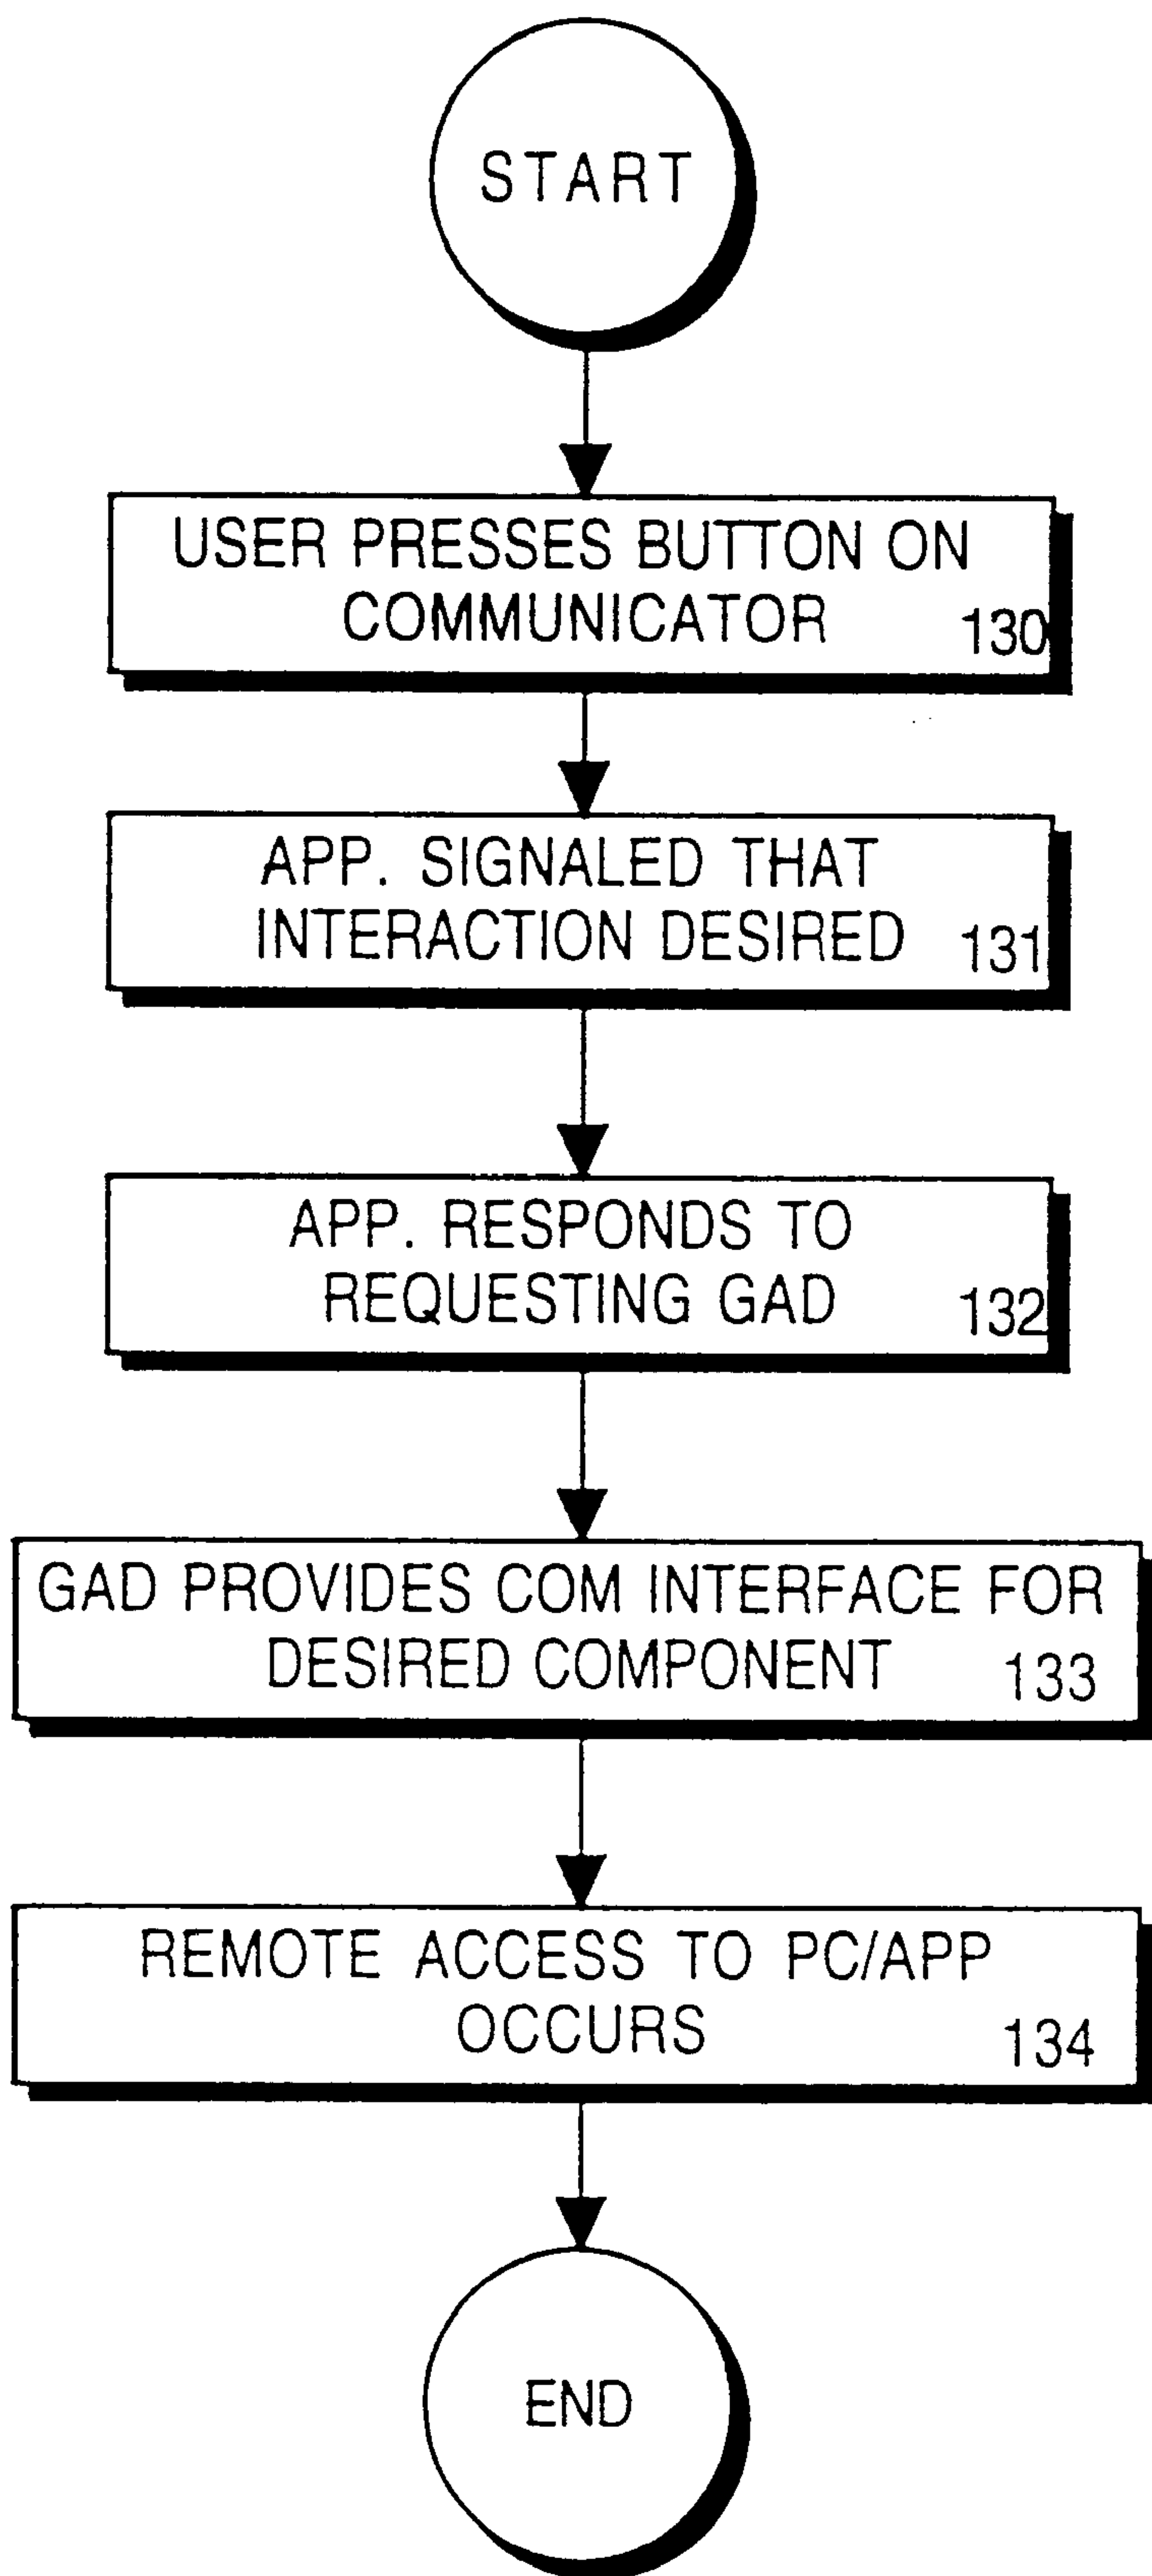 START
USER PRESSES BUTTON ON
COMMUNICATOR 130
APP. SIGNALED THAT
INTERACTION DESIRED 131
APP. RESPONDS TO
REQUESTING GAD 132
GAD PROVIDES COM INTERFACE FOR
DESIRED COMPONENT 133
REMOTE ACCESS TO PC/APP
OCCURS 134
END